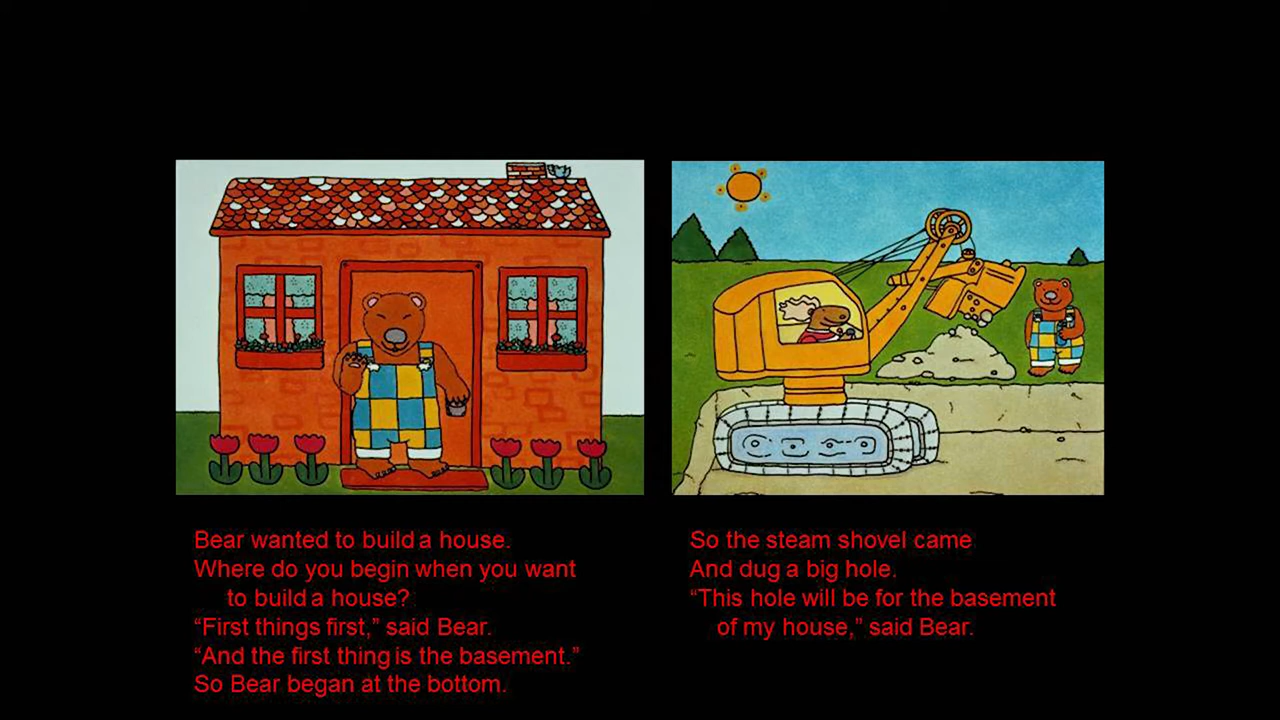 Bear wanted to build a house.
Where do you begin when you want
to build a house?
“First things first,” said Bear.
“And the first thing is the basement.”
So Bear began at the bottom.
So the steam shovel came
And dug a big hole.
“This hole will be for the basement
of my house,” said Bear.